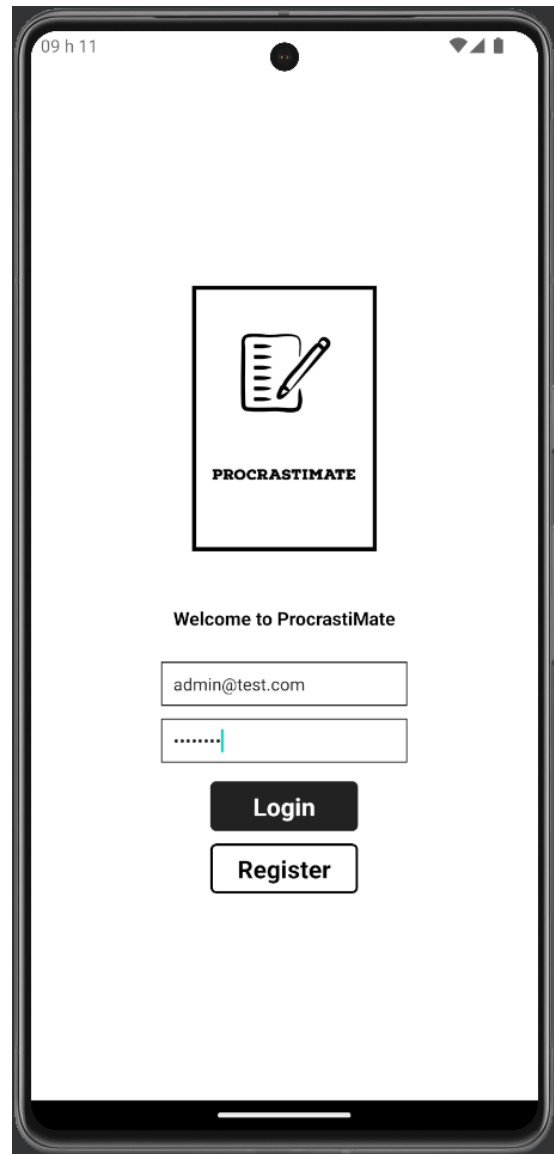 09 h 11
PROCRASTIMATE
Welcome to ProcrastiMate
admin@test.com
••••••••
Login
Register